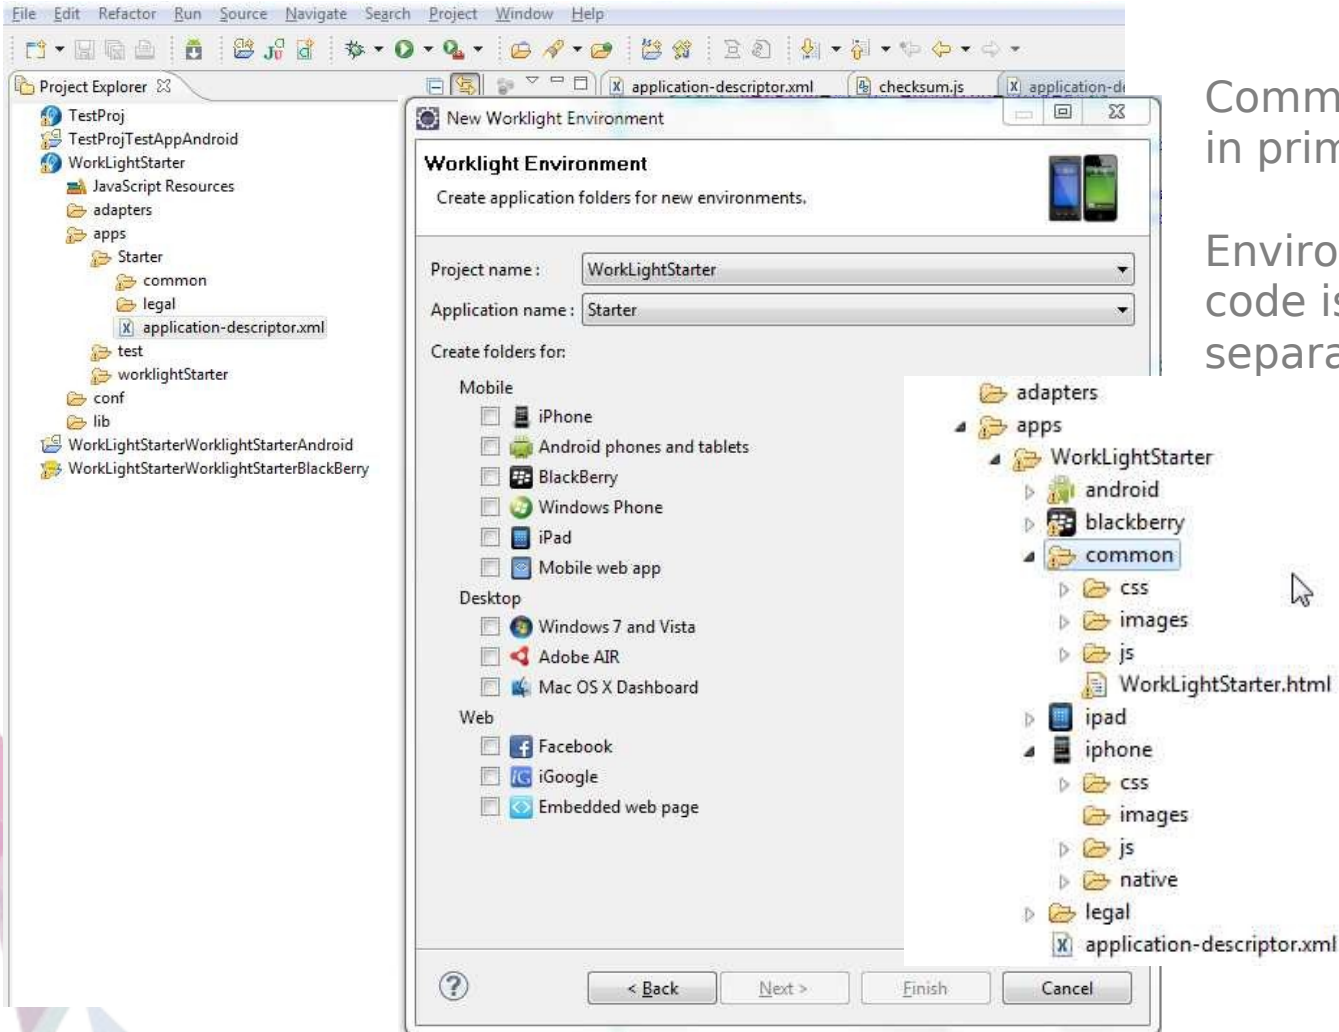 File Edit Refactor Run Source Navigate Search Project Window Help
Project Explorer
application-descriptor.xml
checksum.js
application-de
TestProj
TestProjTestAppAndroid
WorkLightStarter
JavaScript Resources
adapters
apps
Starter
common
legal
application-descriptor.xml
test
worklightStarter
conf
lib
WorkLightStarterWorklightStarterAndroid
WorkLightStarterWorklightStarterBlackBerry
New Worklight Environment
Worklight Environment
Create application folders for new environments.
Project name : WorkLightStarter
Application name : Starter
Create folders for:
Mobile
iPhone
Android phones and tablets
BlackBerry
Windows Phone
iPad
Mobile web app
Desktop
Windows 7 and Vista
Adobe AIR
Mac OS X Dashboard
Web
Facebook
iGoogle
Embedded web page
< Back Next > Finish Cancel
Comm
in prim
Enviro
code is
separa
adapters
apps
WorkLightStarter
android
blackberry
common
css
images
js
WorkLightStarter.html
ipad
iphone
css
images
js
native
legal
application-descriptor.xml